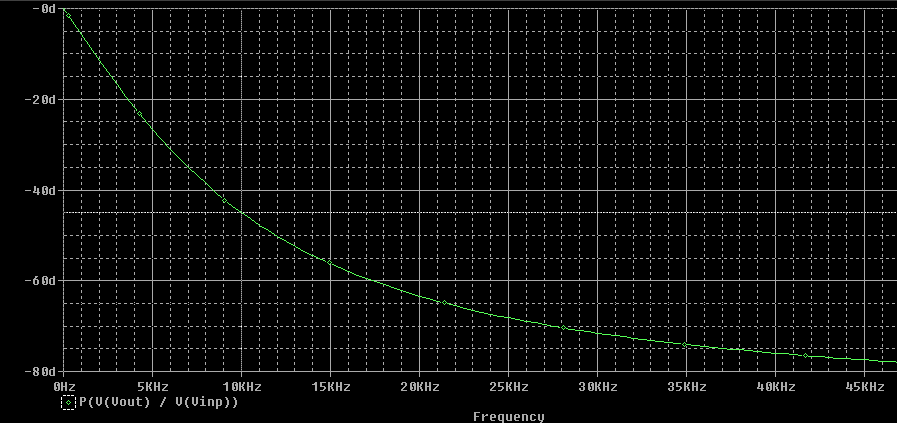 -0d
-20d
-40d
-60d
-80d
0Hz 5KHz 10KHz 15KHz 20KHz 25KHz 30KHz 35KHz 40KHz 45KHz
P(V(Vout) / V(Vinp))
Frequency